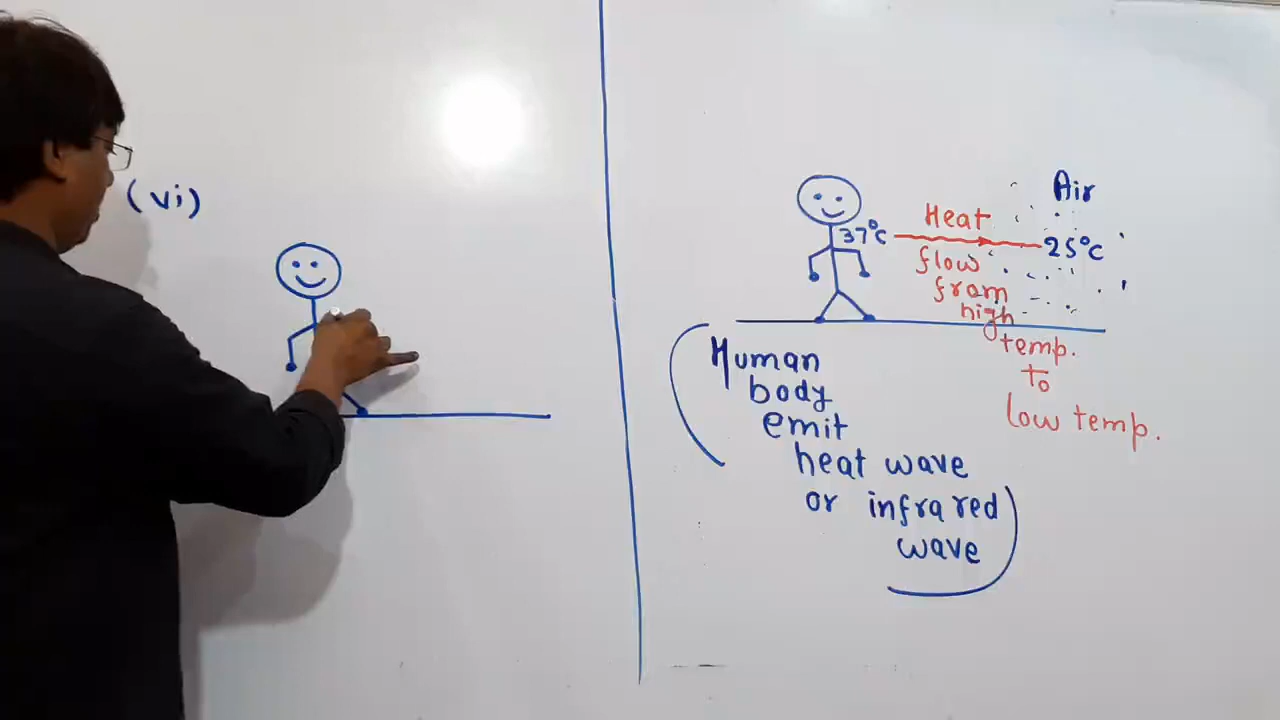 (vi)
Air
37°C
Heat
25°C
flow
from
high
temp.
to
low temp.
Human
body
emit
heat wave
or infrared
wave